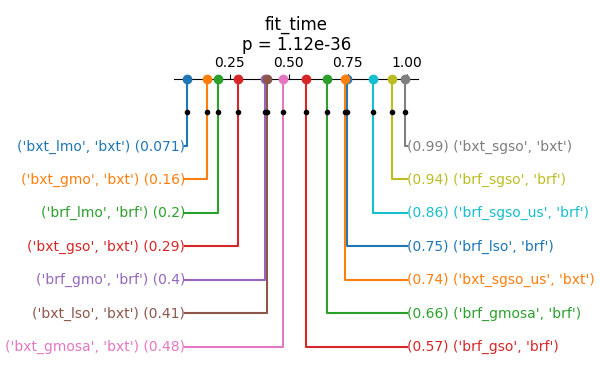 fit_time
p = 1.12e-36
0.25 0.50 0.75 1.00
('bxt_lmo', 'bxt') (0.071) (0.99) ('bxt_sgso', 'bxt')
('bxt_gmo', 'bxt') (0.16) (0.94) ('brf_sgso', 'brf')
('brf_lmo', 'brf') (0.2) (0.86) ('brf_sgso_us', 'brf')
('bxt_gso', 'bxt') (0.29) (0.75) ('brf_lso', 'brf')
('brf_gmo', 'brf') (0.4) (0.74) ('bxt_sgso_us', 'bxt')
('bxt_lso', 'bxt') (0.41) (0.66) ('brf_gmosa', 'brf')
('bxt_gmosa', 'bxt') (0.48) (0.57) ('brf_gso', 'brf')